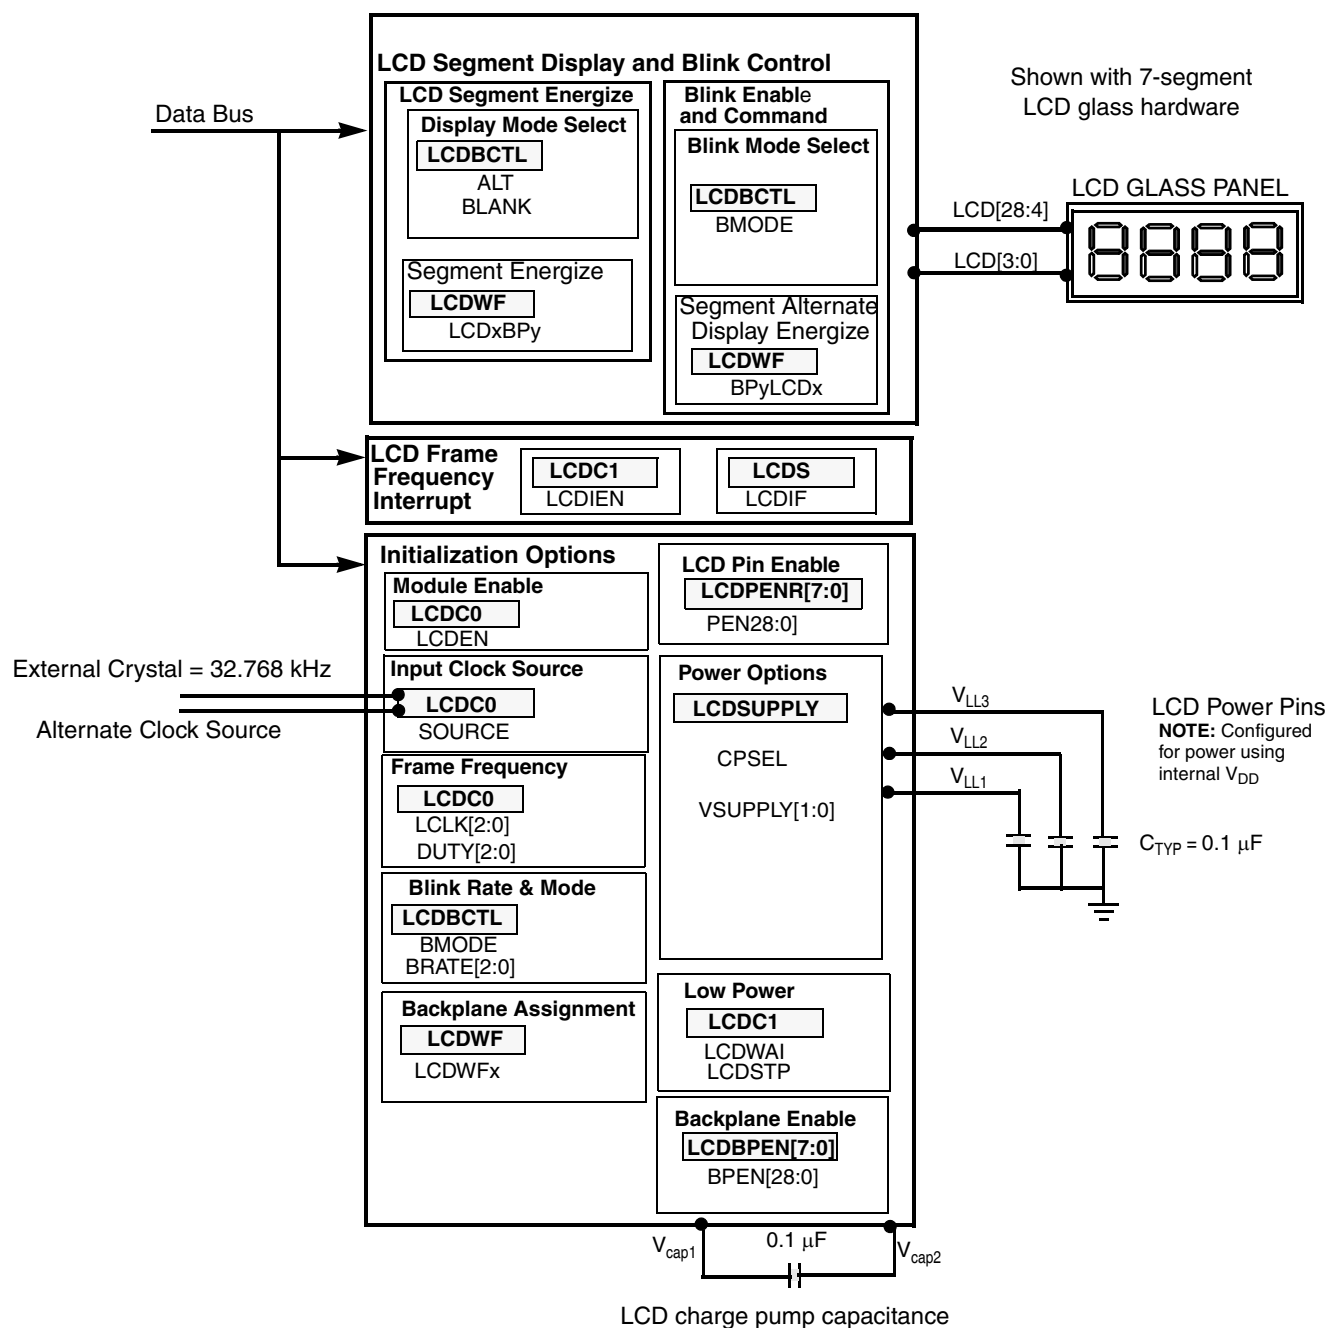 LCD Segment Display and Blink Control
LCD Segment Energize
Display Mode Select
LCDBCTL
ALT
BLANK
Segment Energize
LCDWF
LCDxBPy
Blink Enable
and Command
Blink Mode Select
LCDBCTL
BMODE
Segment Alternate
Display Energize
LCDWF
BPyLCDx
Data Bus
Shown with 7-segment
LCD glass hardware
LCD GLASS PANEL
LCD[28:4]
LCD[3:0]
LCD Frame
Frequency
Interrupt
LCDC1
LCDIEN
LCDS
LCDIF
Initialization Options
Module Enable
LCDC0
LCDEN
Input Clock Source
LCDC0
SOURCE
External Crystal = 32.768 kHz
Alternate Clock Source
Frame Frequency
LCDC0
LCLK[2:0]
DUTY[2:0]
Blink Rate & Mode
LCDBCTL
BMODE
BRATE[2:0]
Backplane Assignment
LCDWF
LCDWFx
LCD Pin Enable
LCDPENR[7:0]
PEN28:0]
Power Options
LCDSUPPLY
CPSEL
VSUPPLY[1:0]
Low Power
LCDC1
LCDWAI
LCDSTP
Backplane Enable
LCDBPEN[7:0]
BPEN[28:0]
VLL3
VLL2
VLL1
LCD Power Pins
NOTE: Configured
for power using
internal VDD
CTYP = 0.1 μF
Vcap1
0.1 μF
Vcap2
LCD charge pump capacitance